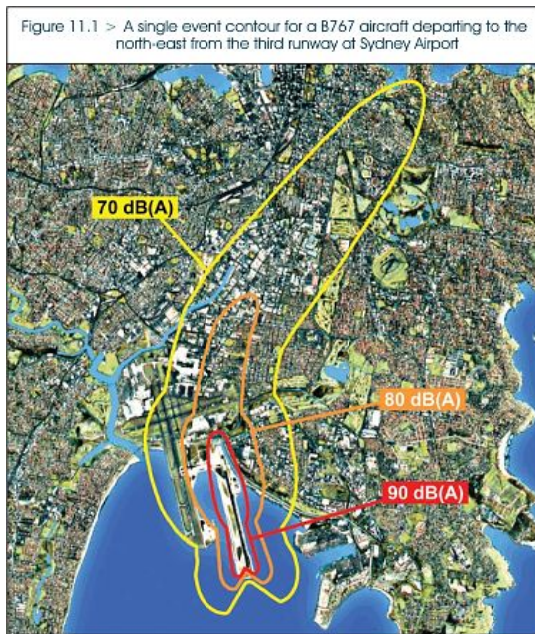 Figure 11.1 > A single event contour for a B767 aircraft departing to the
north-east from the third runway at Sydney Airport
70 dB(A)
80 dB(A)
90 dB(A)